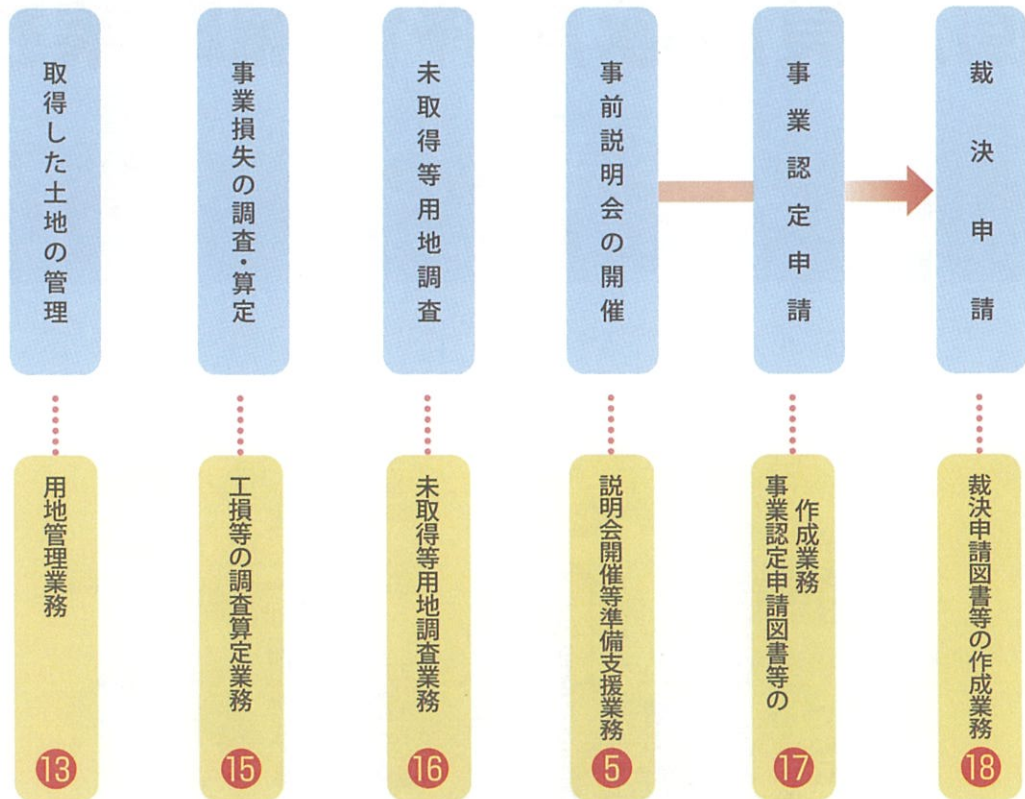 取得した土地の管理
事業損失の調査・算定
未取得等用地調査
事前説明会の開催
事業認定申請
裁決申請
用地管理業務
13
工損等の調査算定業務
15
未取得等用地調査業務
16
説明会開催等準備支援業務
5
事業認定申請図書等の
作成業務
17
裁決申請図書等の作成業務
18